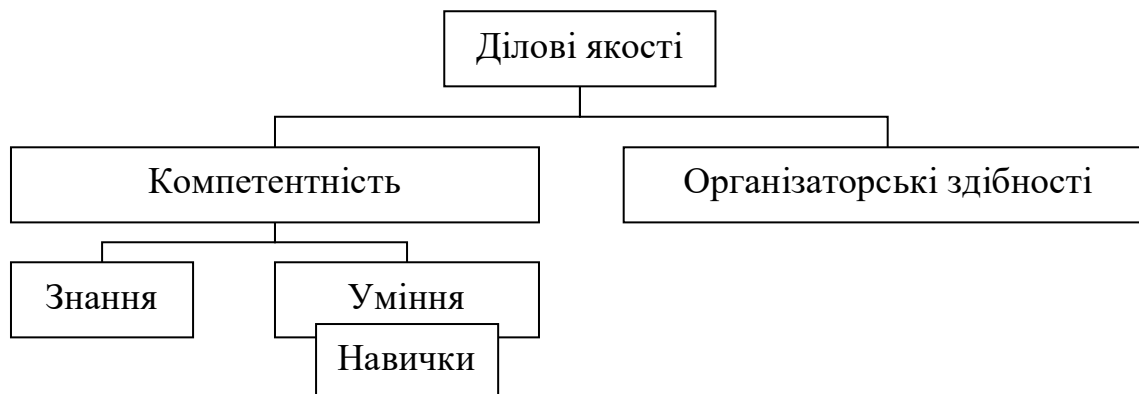 Ділові якості
Компетентність
Організаторські здібності
Знання
Уміння
Навички